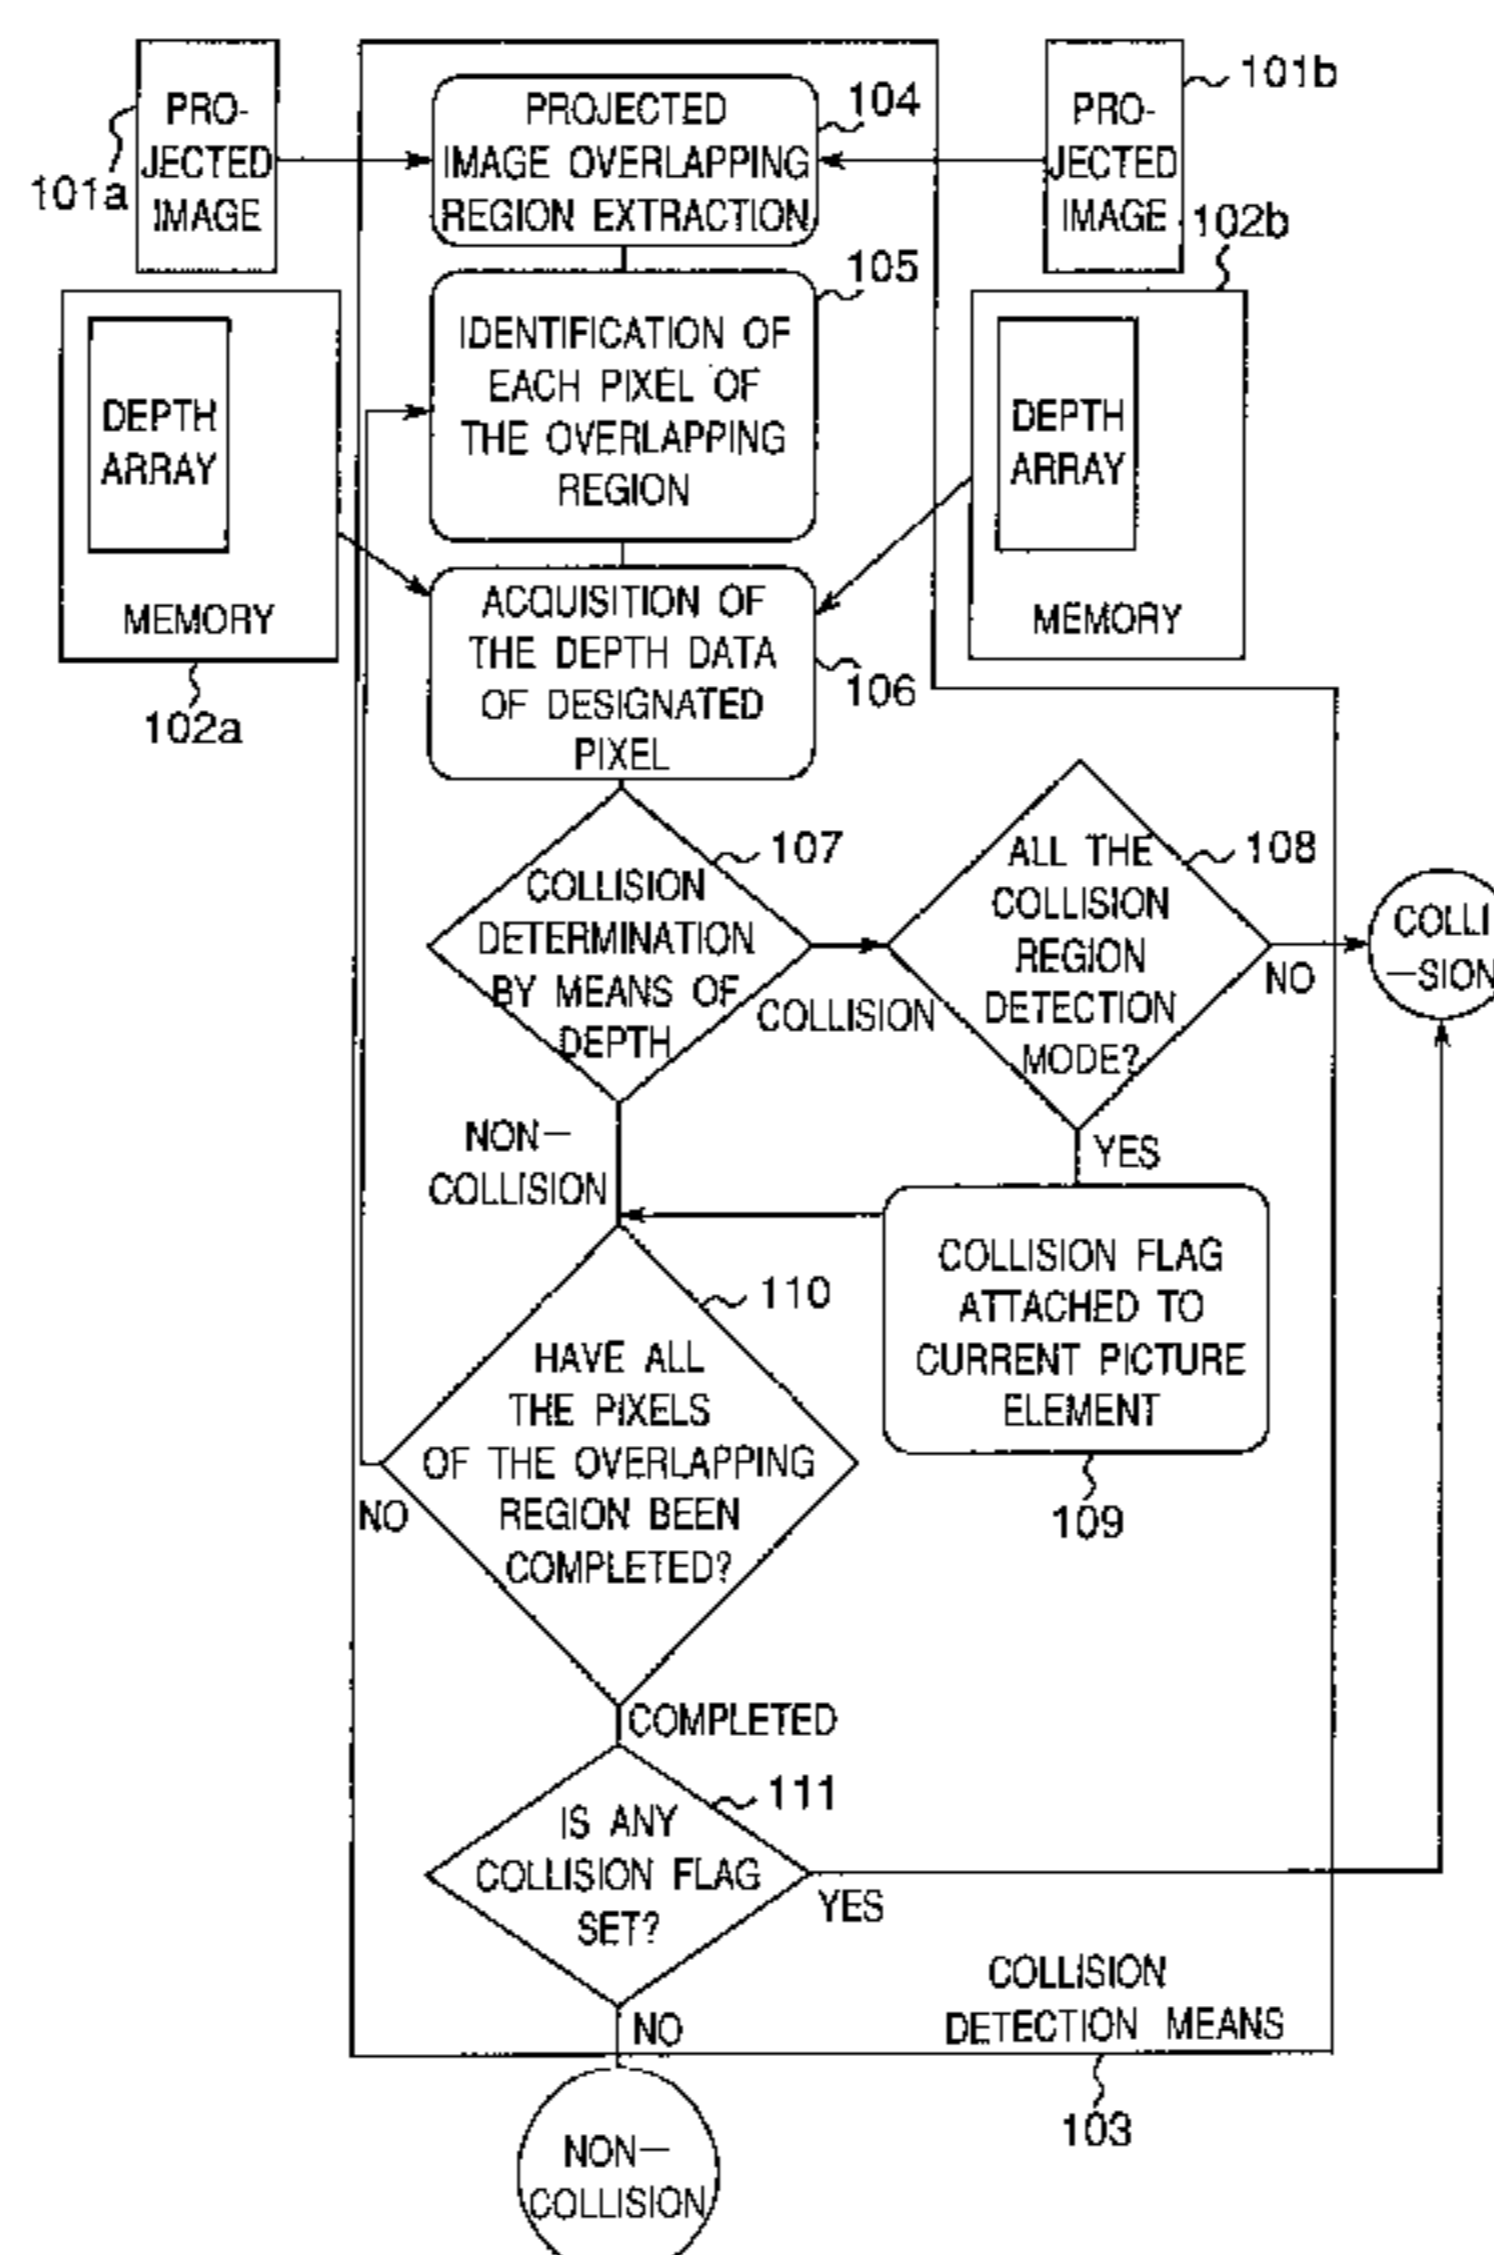 PRO-
JECTED
IMAGE
101a
PROJECTED
IMAGE OVERLAPPING
REGION EXTRACTION
104
PRO-
JECTED
IMAGE
101b
102b
105
IDENTIFICATION OF
EACH PIXEL OF
THE OVERLAPPING
REGION
DEPTH
ARRAY
MEMORY
102a
DEPTH
ARRAY
MEMORY
ACQUISITION OF
THE DEPTH DATA
OF DESIGNATED
PIXEL
106
107
COLLISION
DETERMINATION
BY MEANS OF
DEPTH
COLLISION
108
ALL THE
COLLISION
REGION
DETECTION
MODE?
NO
COLLI
-SION
NON-
COLLISION
YES
COLLISION FLAG
ATTACHED TO
CURRENT PICTURE
ELEMENT
109
110
HAVE ALL
THE PIXELS
OF THE OVERLAPPING
REGION BEEN
COMPLETED?
NO
COMPLETED
111
IS ANY
COLLISION FLAG
SET?
YES
NO
COLLISION
DETECTION MEANS
103
NON-
COLLISION